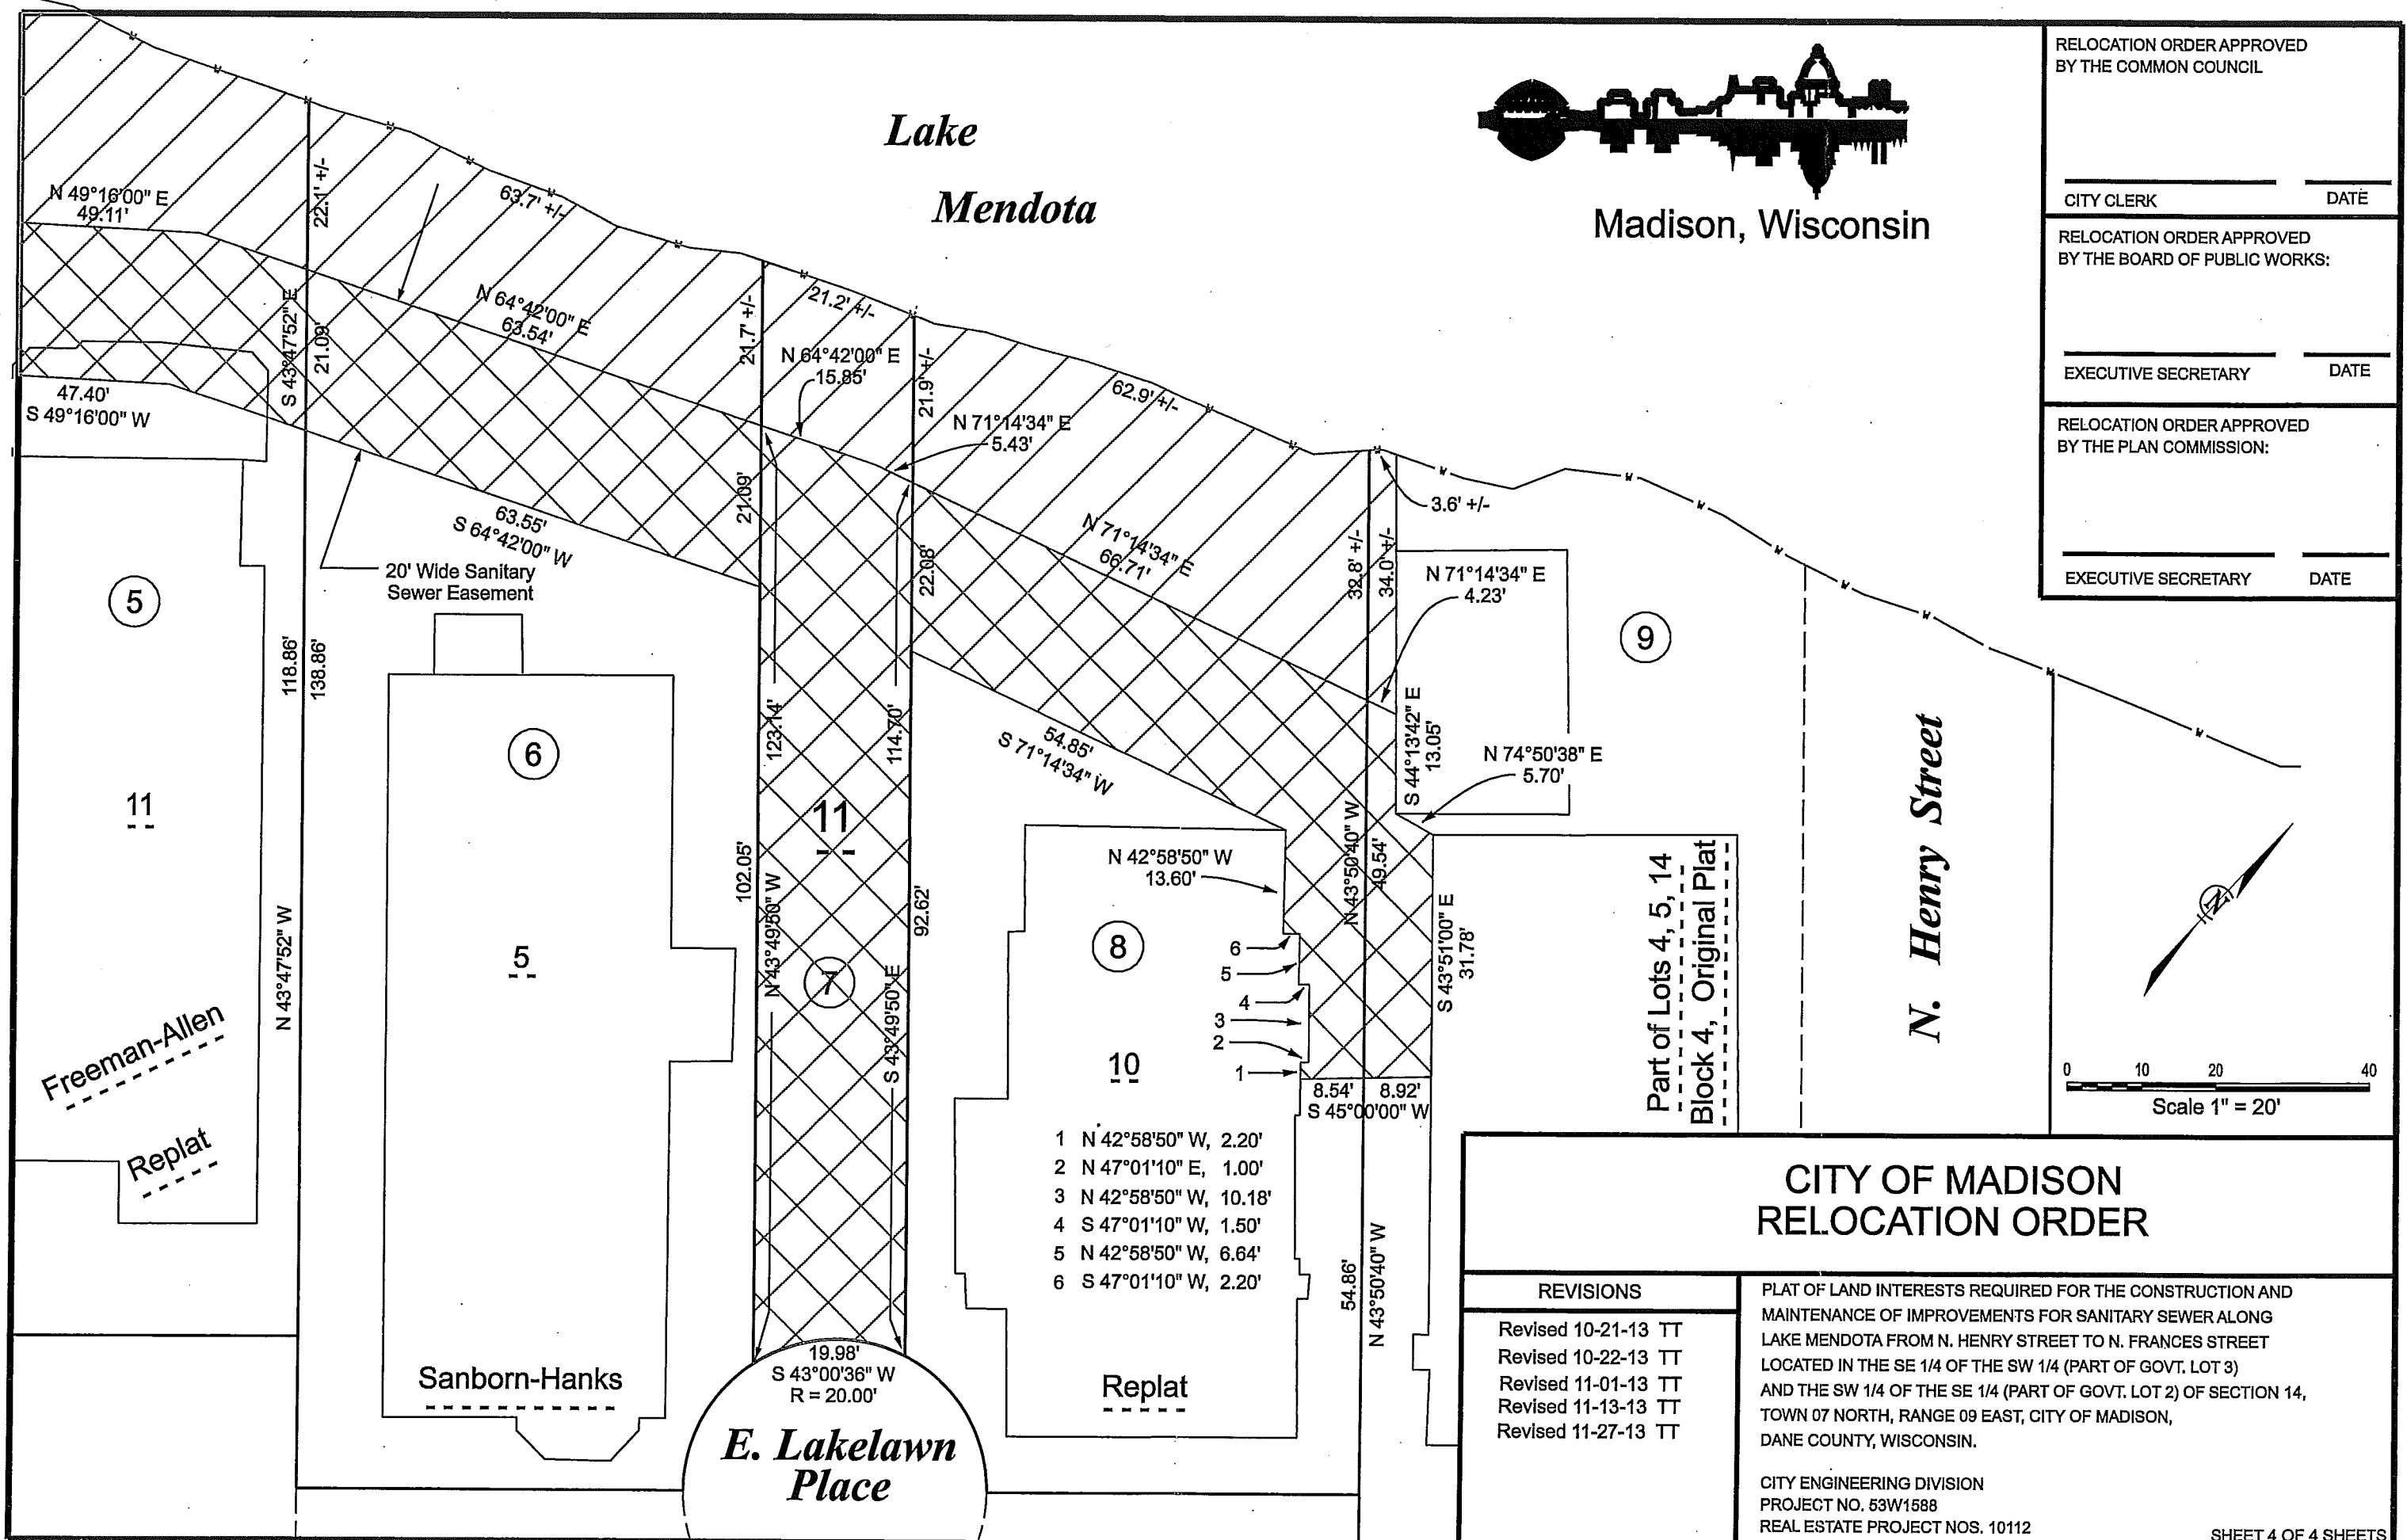 Lake
Mendota
Madison, Wisconsin
RELOCATION ORDER APPROVED
BY THE COMMON COUNCIL
CITY CLERK DATE
RELOCATION ORDER APPROVED
BY THE BOARD OF PUBLIC WORKS:
EXECUTIVE SECRETARY DATE
RELOCATION ORDER APPROVED
BY THE PLAN COMMISSION:
EXECUTIVE SECRETARY DATE
N 49°16'00" E
49.11'
22.1' +/-
63.7' +/-
S 43°47'52" E
21.09'
N 64°42'00" E
63.54'
47.40'
S 49°16'00" W
21.7' +/-
21.2' +/-
N 64°42'00" E
15.85'
21.9' +/-
N 71°14'34" E
5.43'
62.9' +/-
3.6' +/-
63.55'
S 64°42'00" W
21.09'
22.08'
N 71°14'34" E
66.71'
32.8' +/-
34.0' +/-
N 71°14'34" E
4.23'
20' Wide Sanitary
Sewer Easement
5
6
9
118.86'
138.86'
123.14'
114.70'
54.85'
S 71°14'34" W
S 44°13'42" E
13.05'
N 74°50'38" E
5.70'
11
11
102.05'
N 43°49'50" W
92.62'
S 43°49'50" E
7
5
N 43°47'52" W
N 42°58'50" W
13.60'
8
6
5
4
3
2
1
10
N 43°50'40" W
49.54'
S 43°51'00" E
31.78'
8.54' 8.92'
S 45°00'00" W
Part of Lots 4, 5, 14
Block 4, Original Plat
N. Henry Street
N
0 10 20 40
Scale 1" = 20'
Freeman-Allen
Replat
1 N 42°58'50" W, 2.20'
2 N 47°01'10" E, 1.00'
3 N 42°58'50" W, 10.18'
4 S 47°01'10" W, 1.50'
5 N 42°58'50" W, 6.64'
6 S 47°01'10" W, 2.20'
54.86'
N 43°50'40" W
Sanborn-Hanks
Replat
19.98'
S 43°00'36" W
R = 20.00'
E. Lakelawn
Place
CITY OF MADISON
RELOCATION ORDER
REVISIONS
Revised 10-21-13 TT
Revised 10-22-13 TT
Revised 11-01-13 TT
Revised 11-13-13 TT
Revised 11-27-13 TT
PLAT OF LAND INTERESTS REQUIRED FOR THE CONSTRUCTION AND
MAINTENANCE OF IMPROVEMENTS FOR SANITARY SEWER ALONG
LAKE MENDOTA FROM N. HENRY STREET TO N. FRANCES STREET
LOCATED IN THE SE 1/4 OF THE SW 1/4 (PART OF GOVT. LOT 3)
AND THE SW 1/4 OF THE SE 1/4 (PART OF GOVT. LOT 2) OF SECTION 14,
TOWN 07 NORTH, RANGE 09 EAST, CITY OF MADISON,
DANE COUNTY, WISCONSIN.
CITY ENGINEERING DIVISION
PROJECT NO. 53W1588
REAL ESTATE PROJECT NOS. 10112
SHEET 4 OF 4 SHEETS